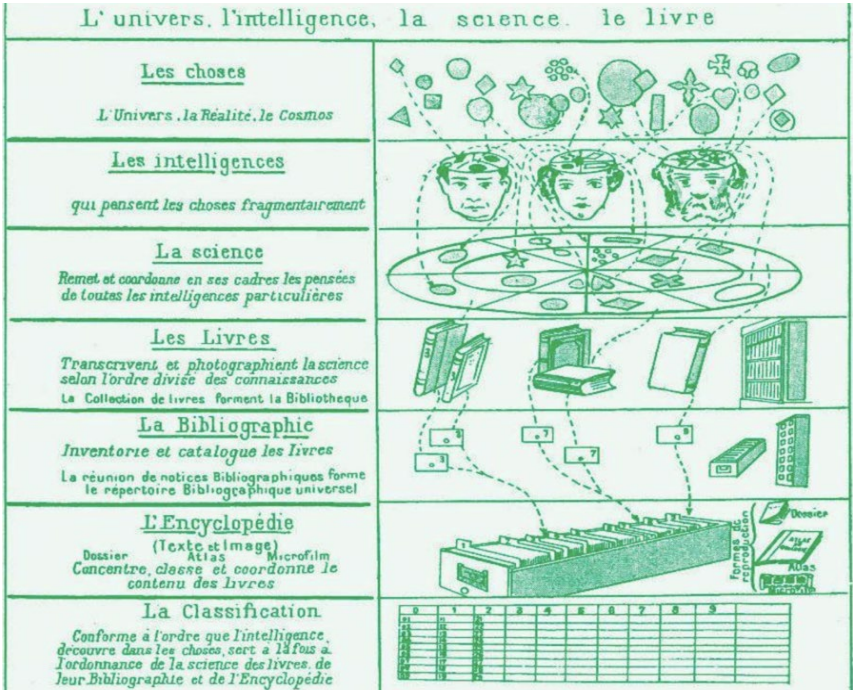 L'univers, l'intelligence, la science. le livre
Les choses
L'Univers, la Réalité, le Cosmos
Les intelligences
qui pensent les choses fragmentairement
La science
Remet et coordonne en ses cadres les pensées
de toutes les intelligences particulières
Les Livres
Transcrivent et photographient la science
selon l'ordre divisé des connaissances
La Collection de livres forment la Bibliotheque
La Bibliographie
Inventorie et catalogue les livres
La réunion de notices Bibliographiques forme
le répertoire Bibliographique universel
L'Encyclopédie
(Texte et Image)
Dossier Atlas Microfilm
Concentre, classe et coordonne le
contenu des livres
Formes de
reproduction
Dossier
Atlas
Microfilm
La Classification
Conforme à l'ordre que l'intelligence
découvre dans les choses, sert à la fois à
l'ordonnance de la science des livres, de
leur Bibliographie et de l'Encyclopédie
0 1 2 3 4 5 6 7 8 9